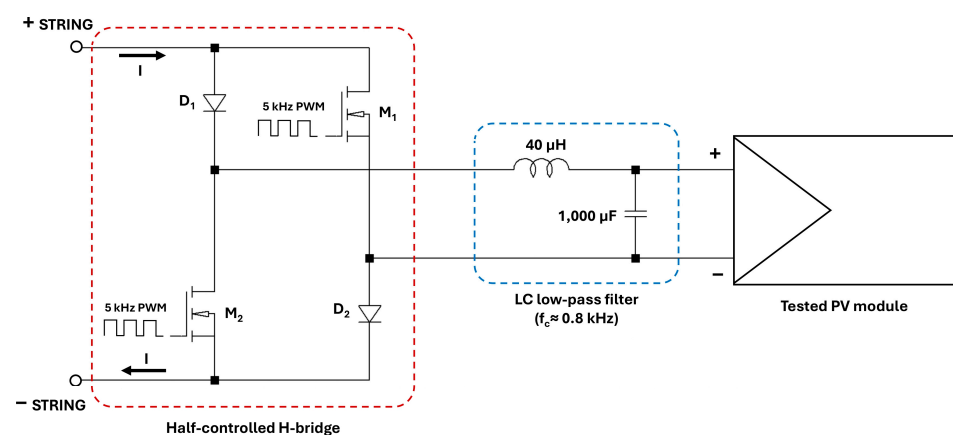 + STRING
I
D1
5 kHz PWM
M1
40 µH
+
1,000 µF
−
5 kHz PWM
M2
D2
LC low-pass filter
(fc≈ 0.8 kHz)
Tested PV module
I
− STRING
Half-controlled H-bridge